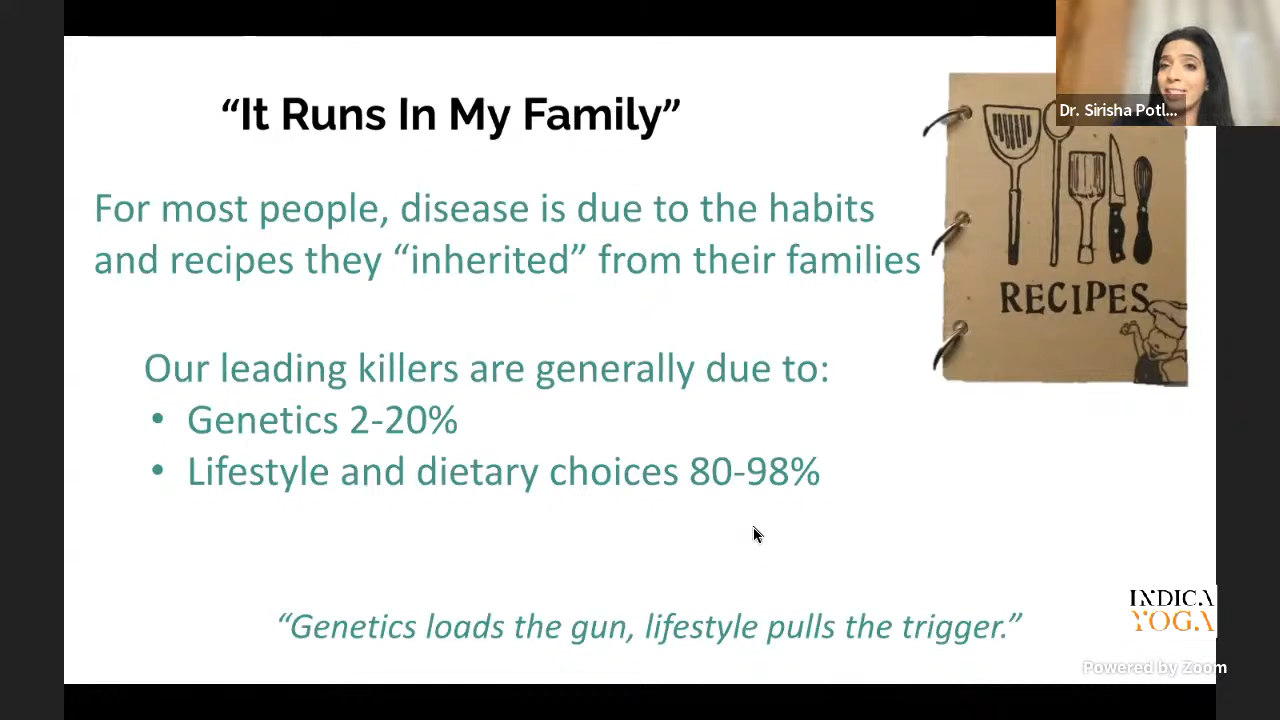 “It Runs In My Family”
Dr. Sirisha Potl...
For most people, disease is due to the habits
and recipes they “inherited” from their families
RECIPES
Our leading killers are generally due to:
• Genetics 2-20%
• Lifestyle and dietary choices 80-98%
“Genetics loads the gun, lifestyle pulls the trigger.”
INDICA
YOGA
Powered by Zoom